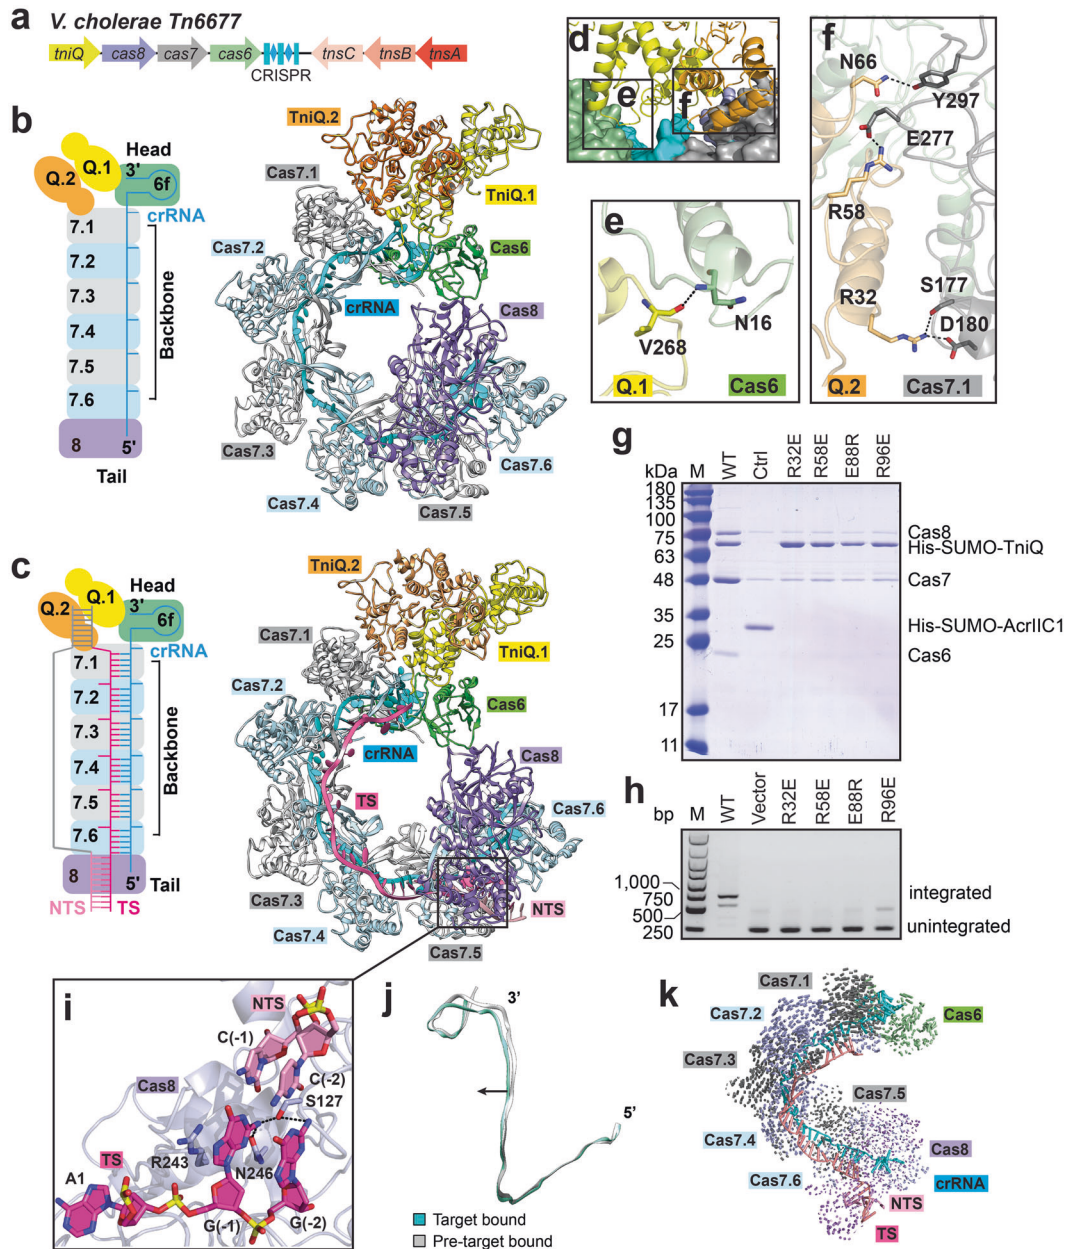 a
V. cholerae Tn6677
tniQ cas8 cas7 cas6 tnsC tnsB tnsA
CRISPR
b
Head
Q.2 Q.1 3' 6f
crRNA
7.1
7.2
7.3
7.4
7.5
7.6
Backbone
8 5'
Tail
TniQ.2
Cas7.1
TniQ.1
Cas7.2
Cas6
crRNA
Cas8
Cas7.3
Cas7.6
Cas7.4
Cas7.5
c
Head
Q.2 Q.1 3' 6f
crRNA
7.1
7.2
7.3
7.4
7.5
7.6
Backbone
8 5' Tail
NTS TS
TniQ.2
Cas7.1
TniQ.1
Cas7.2
Cas6
crRNA
Cas8
TS
Cas7.6
Cas7.3
NTS
Cas7.4
Cas7.5
d
e
f
e
N16
V268
Q.1 Cas6
f
N66
Y297
E277
R58
S177
R32
D180
Q.2 Cas7.1
g
kDa M WT Ctrl R32E R58E E88R R96E
180
135
100
75
63
48
35
25
17
11
Cas8
His-SUMO-TniQ
Cas7
His-SUMO-AcrIIC1
Cas6
h
bp M WT Vector R32E R58E E88R R96E
1,000
750
500
250
integrated
unintegrated
i
NTS
C(-1)
C(-2)
Cas8
S127
R243
N246
A1
TS
G(-1)
G(-2)
j
3'
5'
Target bound
Pre-target bound
k
Cas7.1
Cas7.2
Cas6
Cas7.3
Cas7.5
Cas7.4
Cas8
Cas7.6
crRNA
NTS
TS